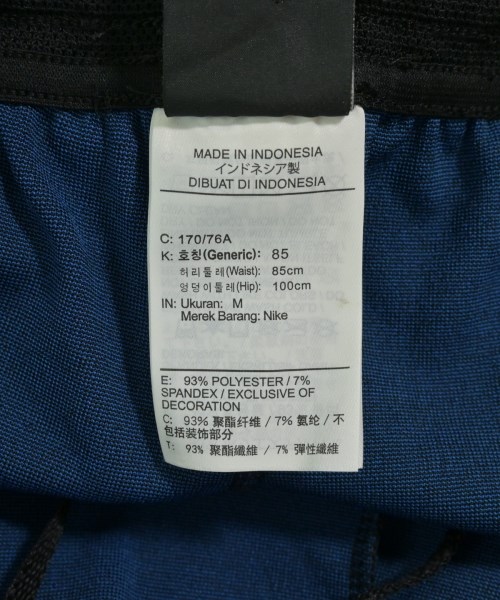 MADE IN INDONESIA
インドネシア製
DIBUAT DI INDONESIA
C: 170/76A
K: 호칭(Generic): 85
허리둘레(Waist): 85cm
엉덩이둘레(Hip): 100cm
IN: Ukuran: M
Merek Barang: Nike
E: 93% POLYESTER / 7%
SPANDEX / EXCLUSIVE OF
DECORATION
C: 93% 聚酯纤维 / 7% 氨纶 / 不
包括装饰部分
T: 93% 聚酯纖維 / 7% 彈性纖維